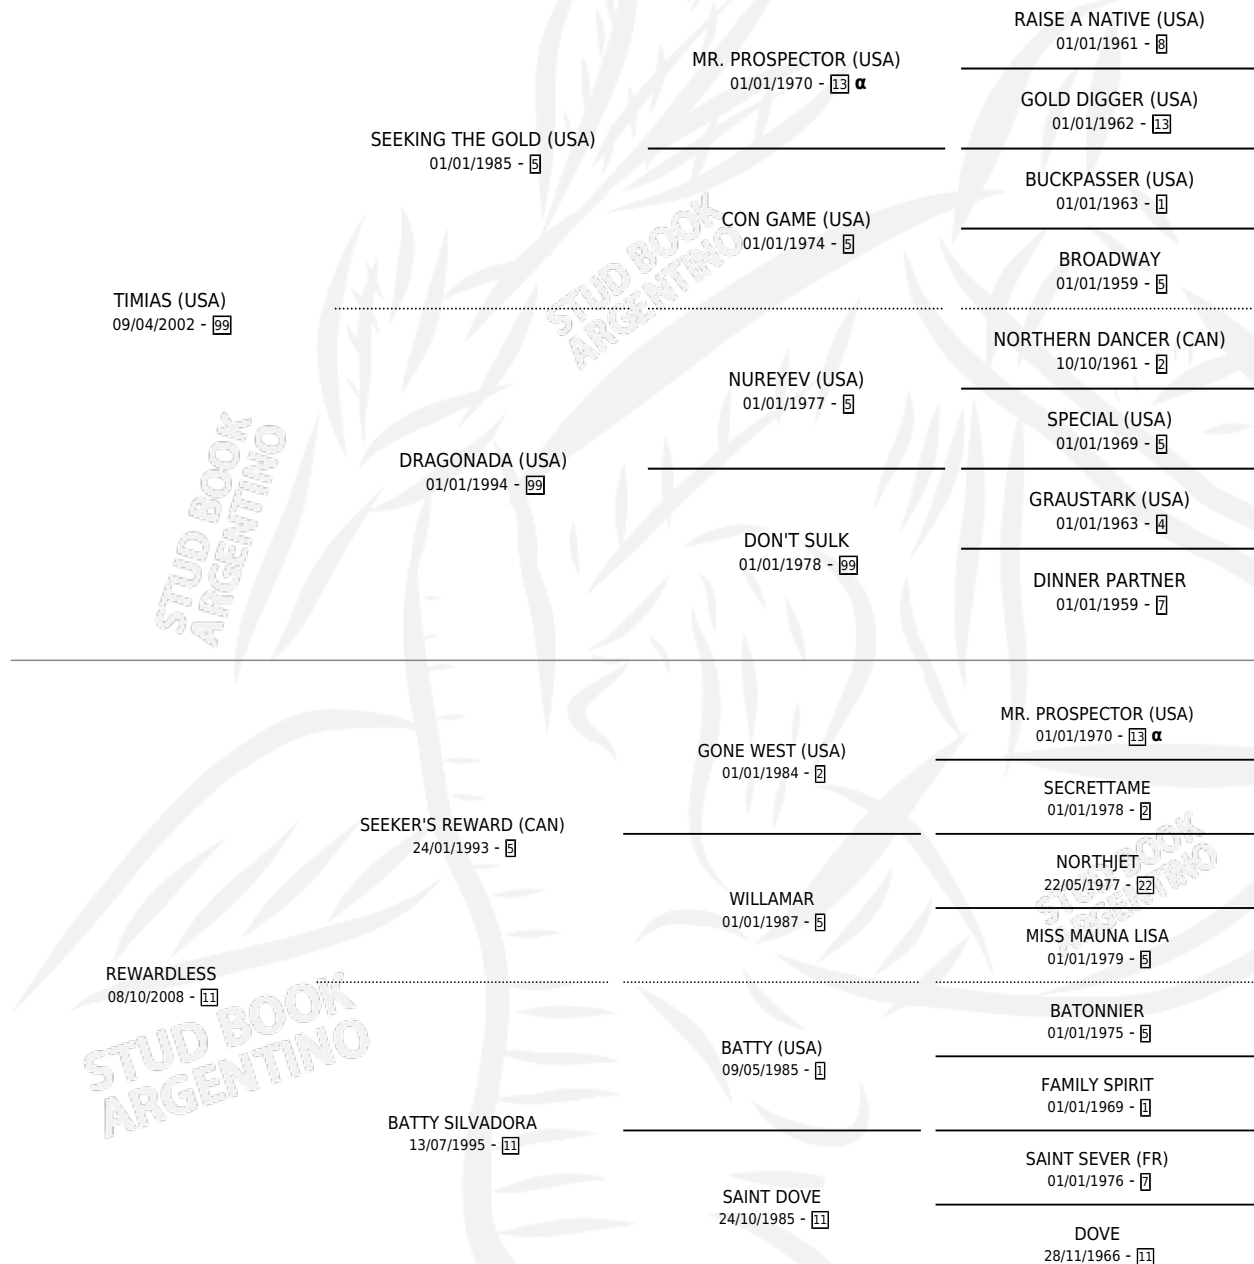 RAISE A NATIVE (USA)
01/01/1961 - 8
MR. PROSPECTOR (USA)
01/01/1970 - 13 α
GOLD DIGGER (USA)
01/01/1962 - 13
SEEKING THE GOLD (USA)
01/01/1985 - 5
BUCKPASSER (USA)
01/01/1963 - 1
CON GAME (USA)
01/01/1974 - 5
BROADWAY
01/01/1959 - 5
STUD BOOK
ARGENTINO
TIMIAS (USA)
09/04/2002 - 99
NORTHERN DANCER (CAN)
10/10/1961 - 2
NUREYEV (USA)
01/01/1977 - 5
SPECIAL (USA)
01/01/1969 - 5
DRAGONADA (USA)
01/01/1994 - 99
GRAUSTARK (USA)
01/01/1963 - 4
DON'T SULK
01/01/1978 - 99
DINNER PARTNER
01/01/1959 - 7
STUD BOOK
ARGENTINO
MR. PROSPECTOR (USA)
01/01/1970 - 13 α
GONE WEST (USA)
01/01/1984 - 2
SECRETTAME
01/01/1978 - 2
SEEKER'S REWARD (CAN)
24/01/1993 - 5
NORTHJET
22/05/1977 - 22
STUD BOOK
ARGENTINO
WILLAMAR
01/01/1987 - 5
MISS MAUNA LISA
01/01/1979 - 5
REWARDLESS
08/10/2008 - 11
BATONNIER
01/01/1975 - 5
BATTY (USA)
09/05/1985 - 1
FAMILY SPIRIT
01/01/1969 - 1
STUD BOOK
ARGENTINO
BATTY SILVADORA
13/07/1995 - 11
SAINT SEVER (FR)
01/01/1976 - 7
SAINT DOVE
24/10/1985 - 11
DOVE
28/11/1966 - 11